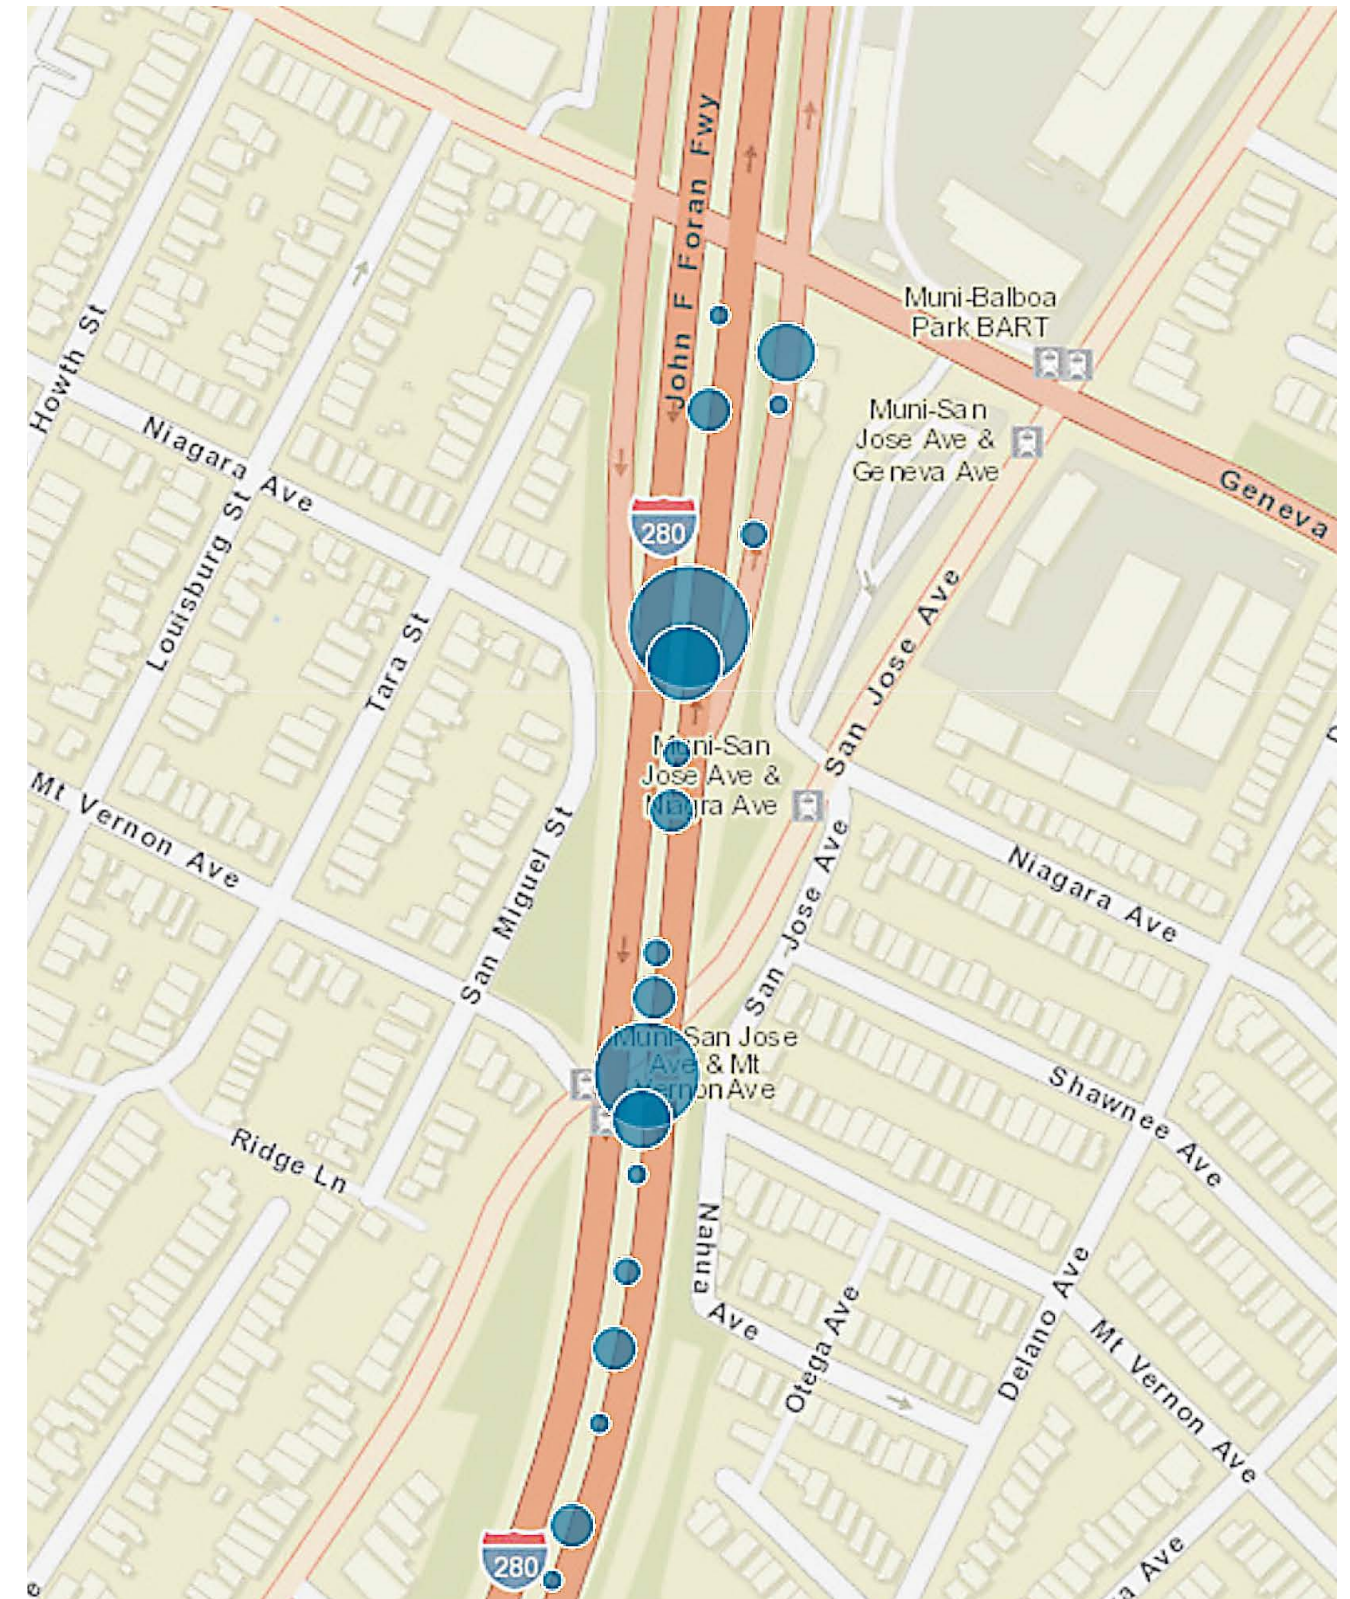 John F Foran Fwy
Muni-Balboa
Park BART
Howth St
Muni-San
Jose Ave &
Geneva Ave
Niagara Ave
Geneva
280
Louisburg St
Tara St
San Jose Ave
Muni-San
Jose Ave &
Niagra Ave
Mt Vernon Ave
San Miguel St
San Jose Ave
Niagara Ave
Muni-San Jose
Ave & Mt
Vernon Ave
Shawnee Ave
Ridge Ln
Nahua Ave
Otega Ave
Delano Ave
Mt Vernon Ave
280
a Ave